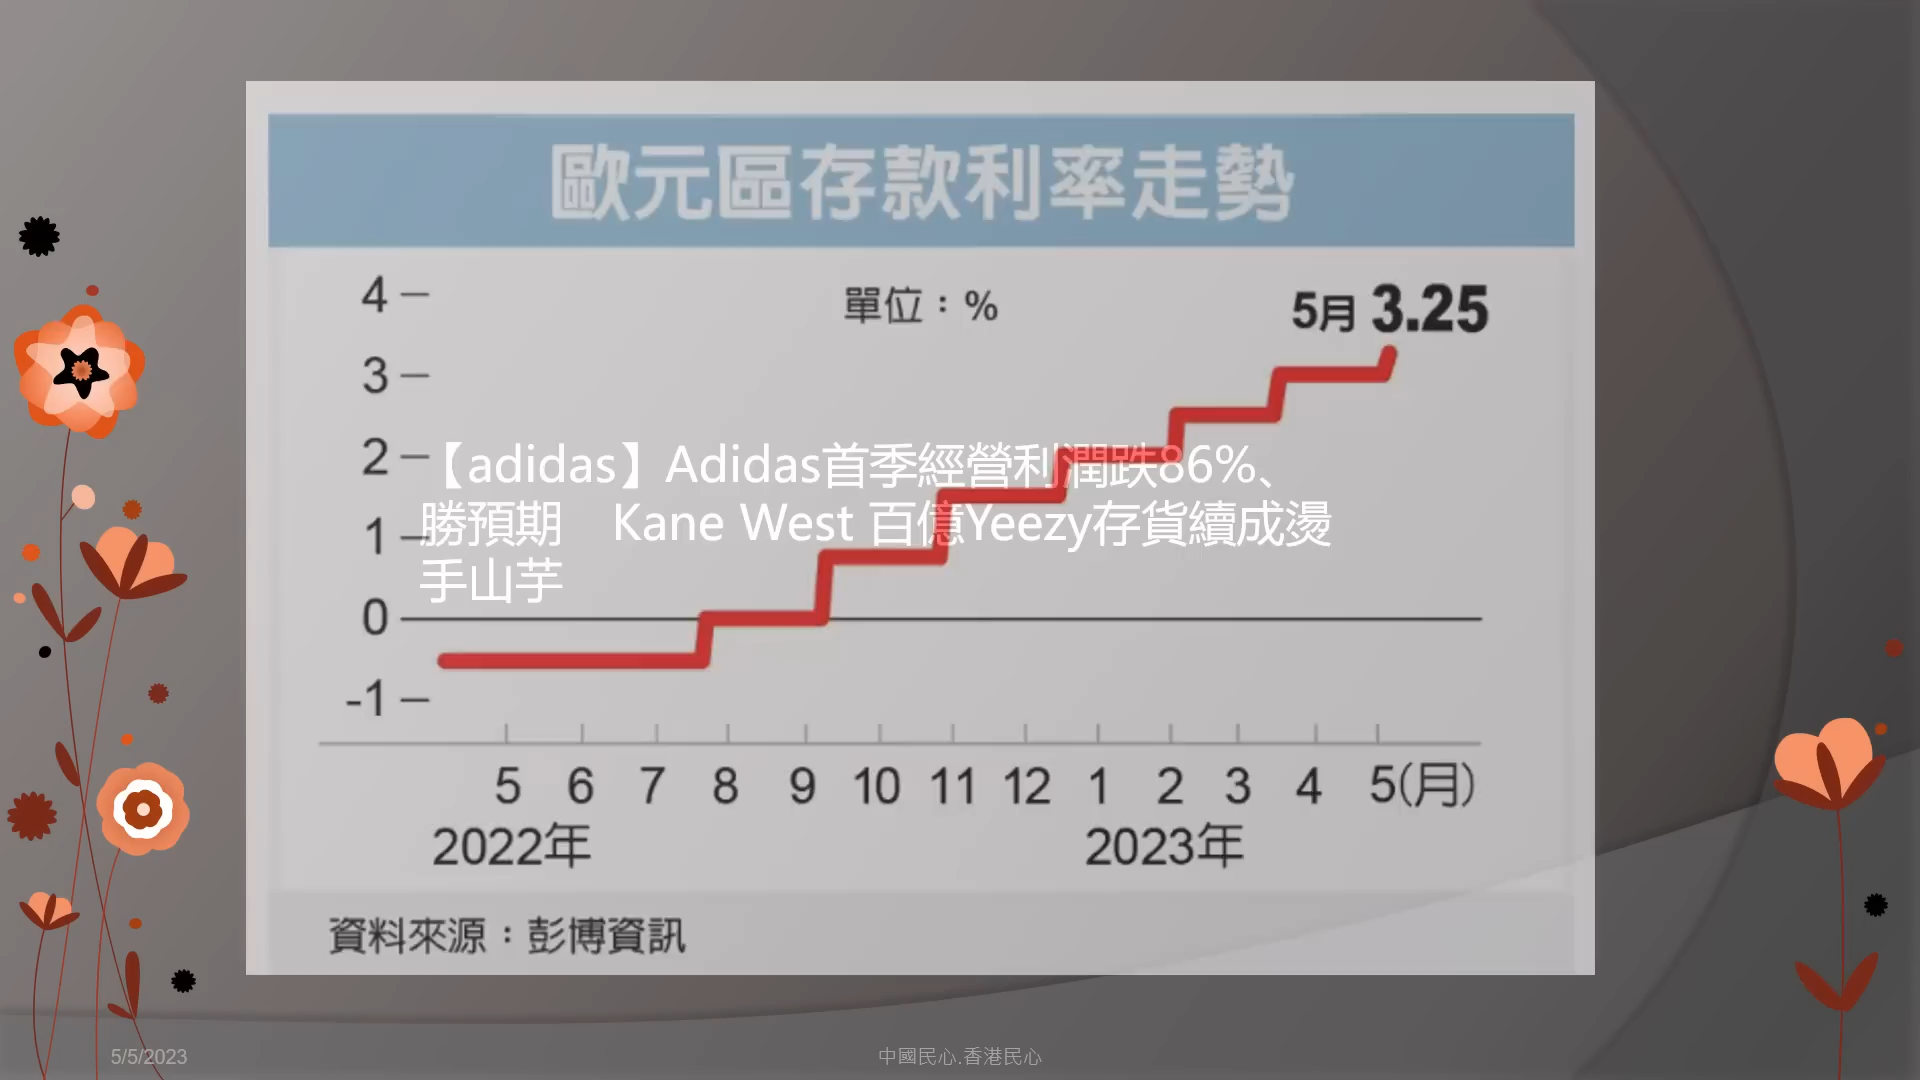 歐元區存款利率走勢
單位：%
5月 3.25
4
3
2
1
0
-1
【adidas】Adidas首季經營利潤跌86%、
勝預期　Kane West 百億Yeezy存貨續成燙
手山芋
5 6 7 8 9 10 11 12 1 2 3 4 5(月)
2022年 2023年
資料來源：彭博資訊
5/5/2023
中國民心.香港民心